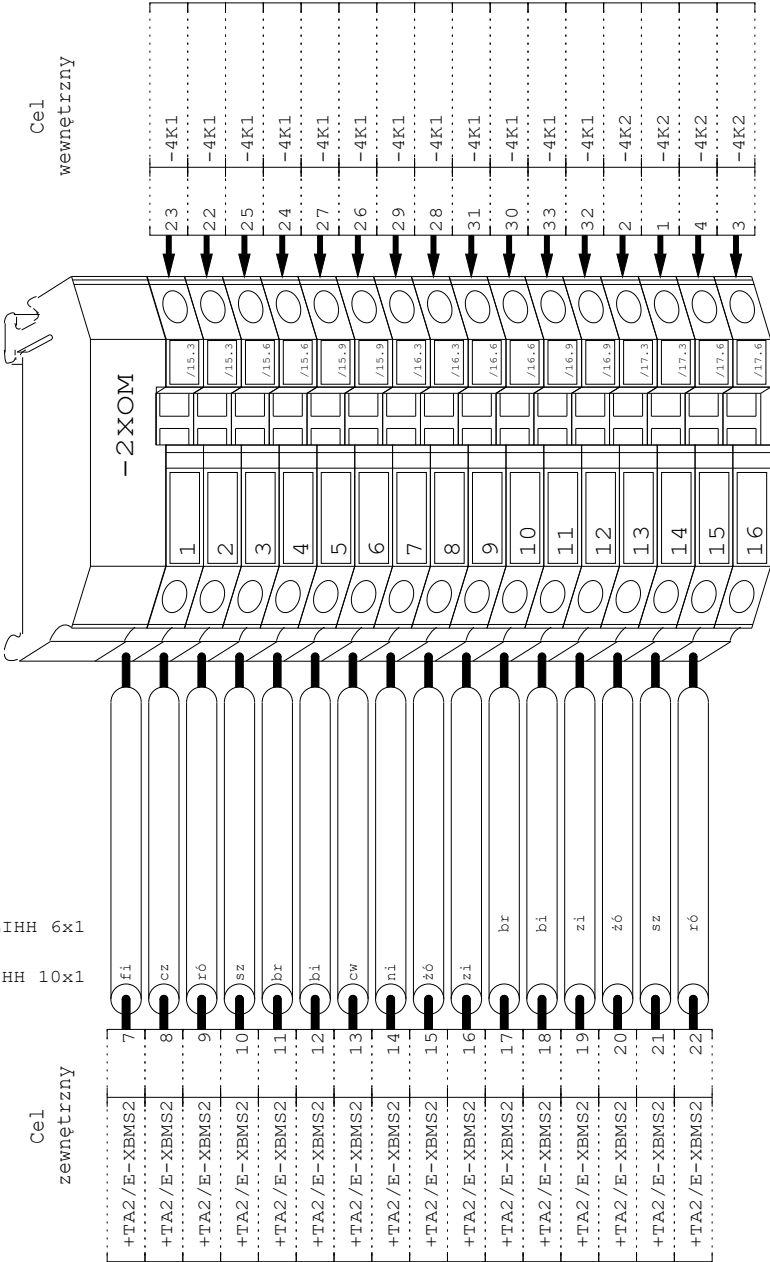 Cel
wewnętrzny
-4K1 -4K1 -4K1 -4K1 -4K1 -4K1 -4K1 -4K1 -4K1 -4K1 -4K1 -4K1 -4K2 -4K2 -4K2 -4K2
23 22 25 24 27 26 29 28 31 30 33 32 2 1 4 3
/15.3 /15.3 /15.6 /15.6 /15.9 /15.9 /16.3 /16.3 /16.6 /16.6 /16.9 /16.9 /17.3 /17.3 /17.6 /17.6
-2XOM
1 2 3 4 5 6 7 8 9 10 11 12 13 14 15 16
IHH 6x1
br bi zi żó sz ró
HH 10x1
fi cz ró sz br bi cw ni żó zi
7 8 9 10 11 12 13 14 15 16 17 18 19 20 21 22
Cel
zewnętrzny
+TA2/E-XBMS2 +TA2/E-XBMS2 +TA2/E-XBMS2 +TA2/E-XBMS2 +TA2/E-XBMS2 +TA2/E-XBMS2 +TA2/E-XBMS2 +TA2/E-XBMS2 +TA2/E-XBMS2 +TA2/E-XBMS2 +TA2/E-XBMS2 +TA2/E-XBMS2 +TA2/E-XBMS2 +TA2/E-XBMS2 +TA2/E-XBMS2 +TA2/E-XBMS2